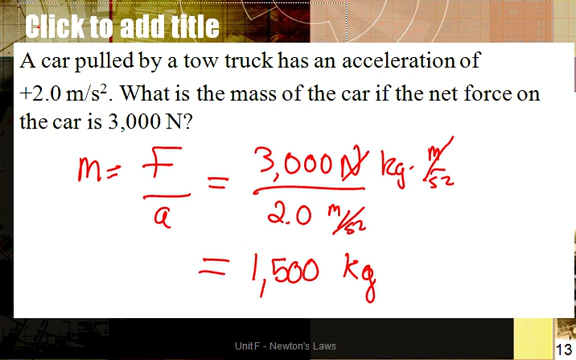 Click to add title
A car pulled by a tow truck has an acceleration of
+2.0 m/s². What is the mass of the car if the net force on
the car is 3,000 N?
m = F/a = 3,000 N kg · m/s² / 2.0 m/s²
= 1,500 kg
Unit F - Newton's Laws
13